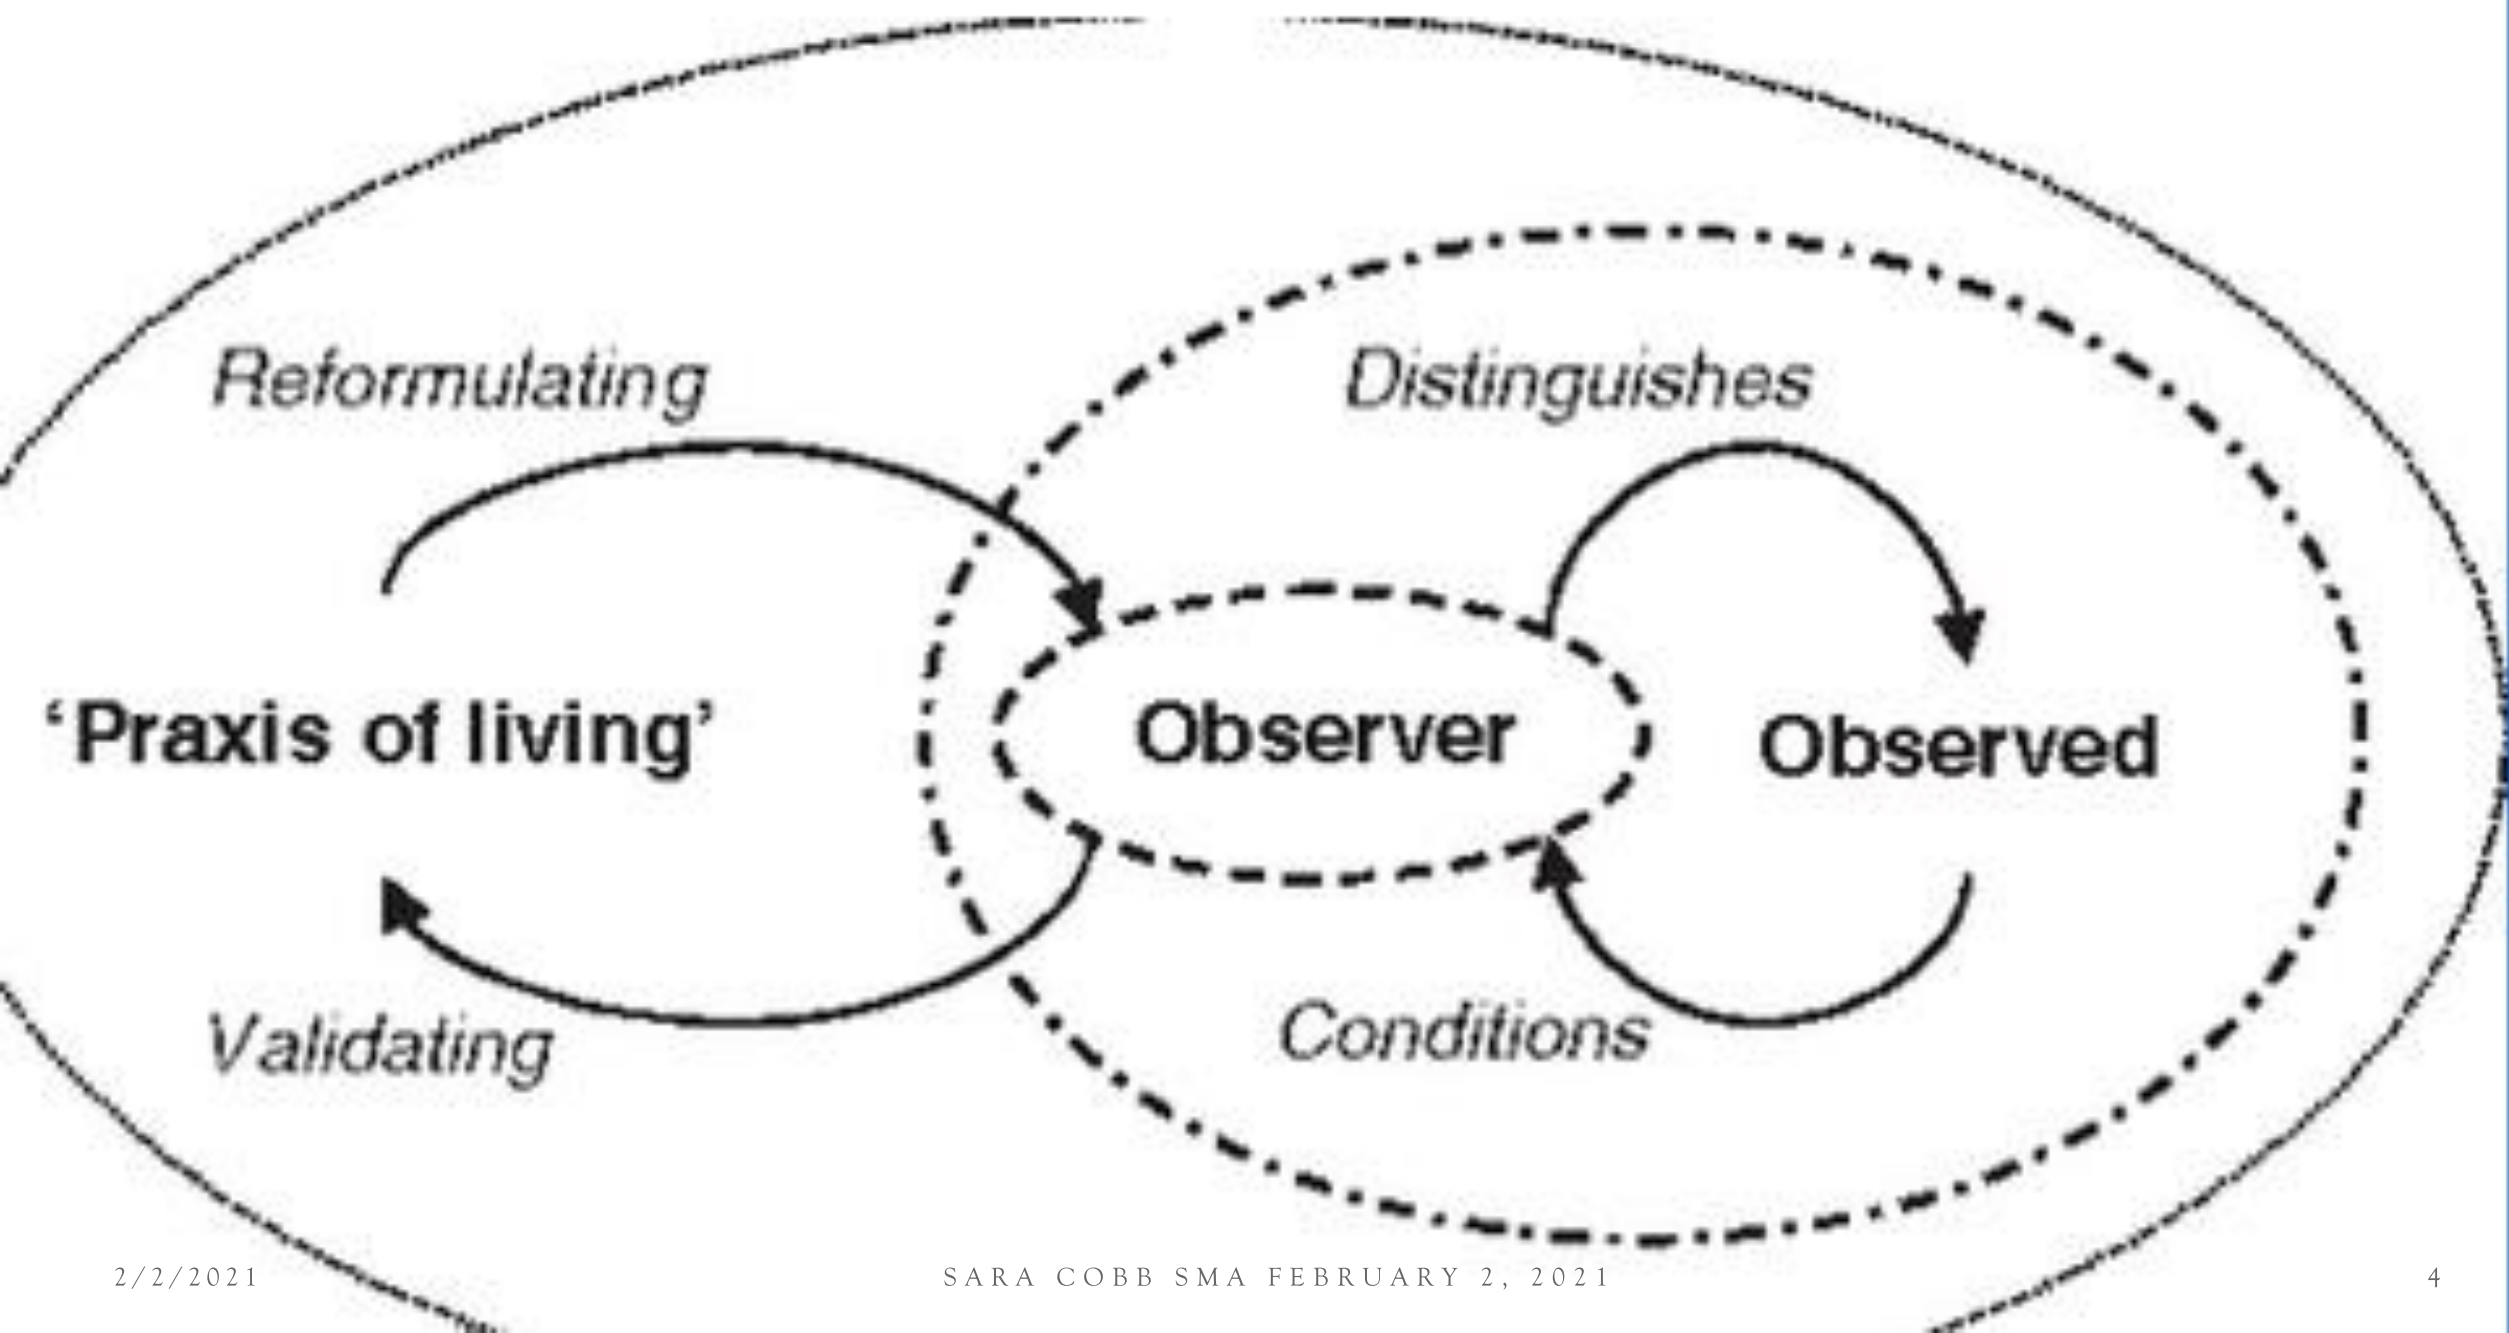 Reformulating
Distinguishes
‘Praxis of living’
Observer
Observed
Validating
Conditions
2/2/2021
SARA COBB SMA FEBRUARY 2, 2021
4